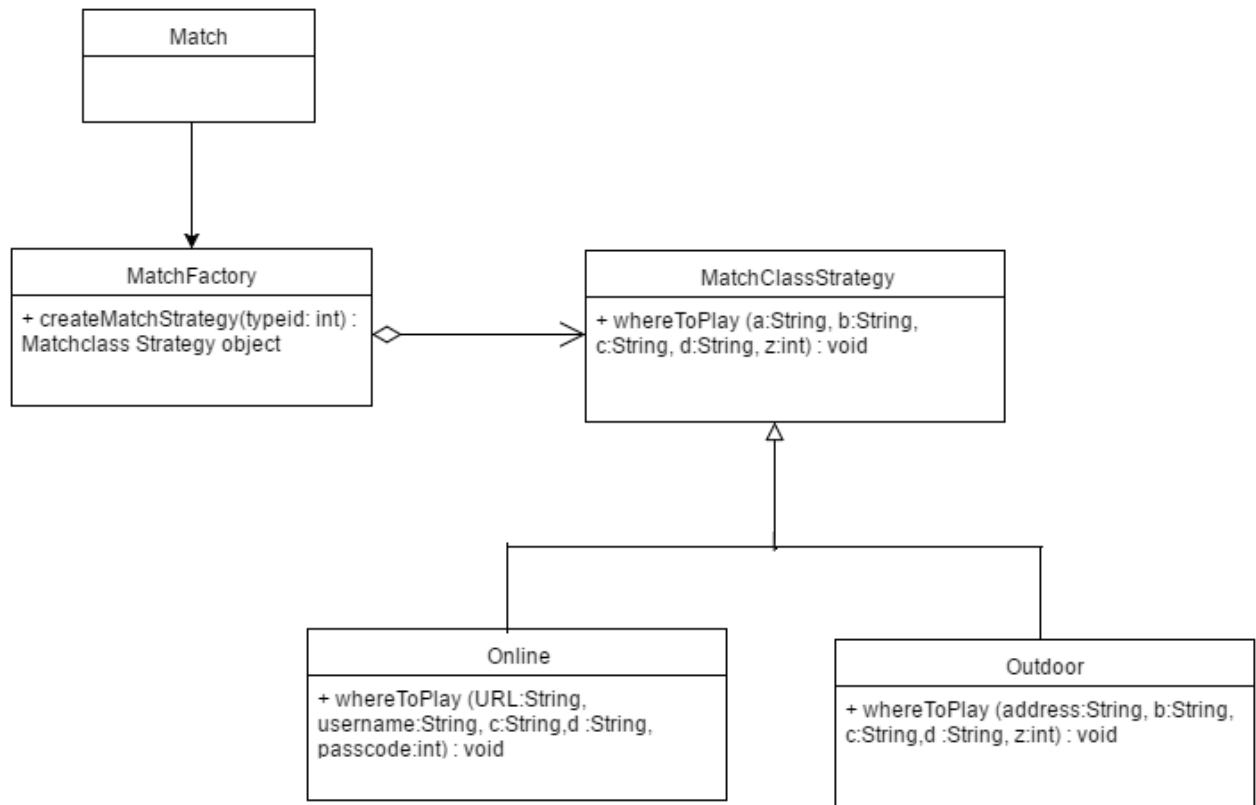 Match
MatchFactory
+ createMatchStrategy(typeid: int) :
Matchclass Strategy object
MatchClassStrategy
+ whereToPlay (a:String, b:String,
c:String, d:String, z:int) : void
Online
+ whereToPlay (URL:String,
username:String, c:String,d :String,
passcode:int) : void
Outdoor
+ whereToPlay (address:String, b:String,
c:String,d :String, z:int) : void